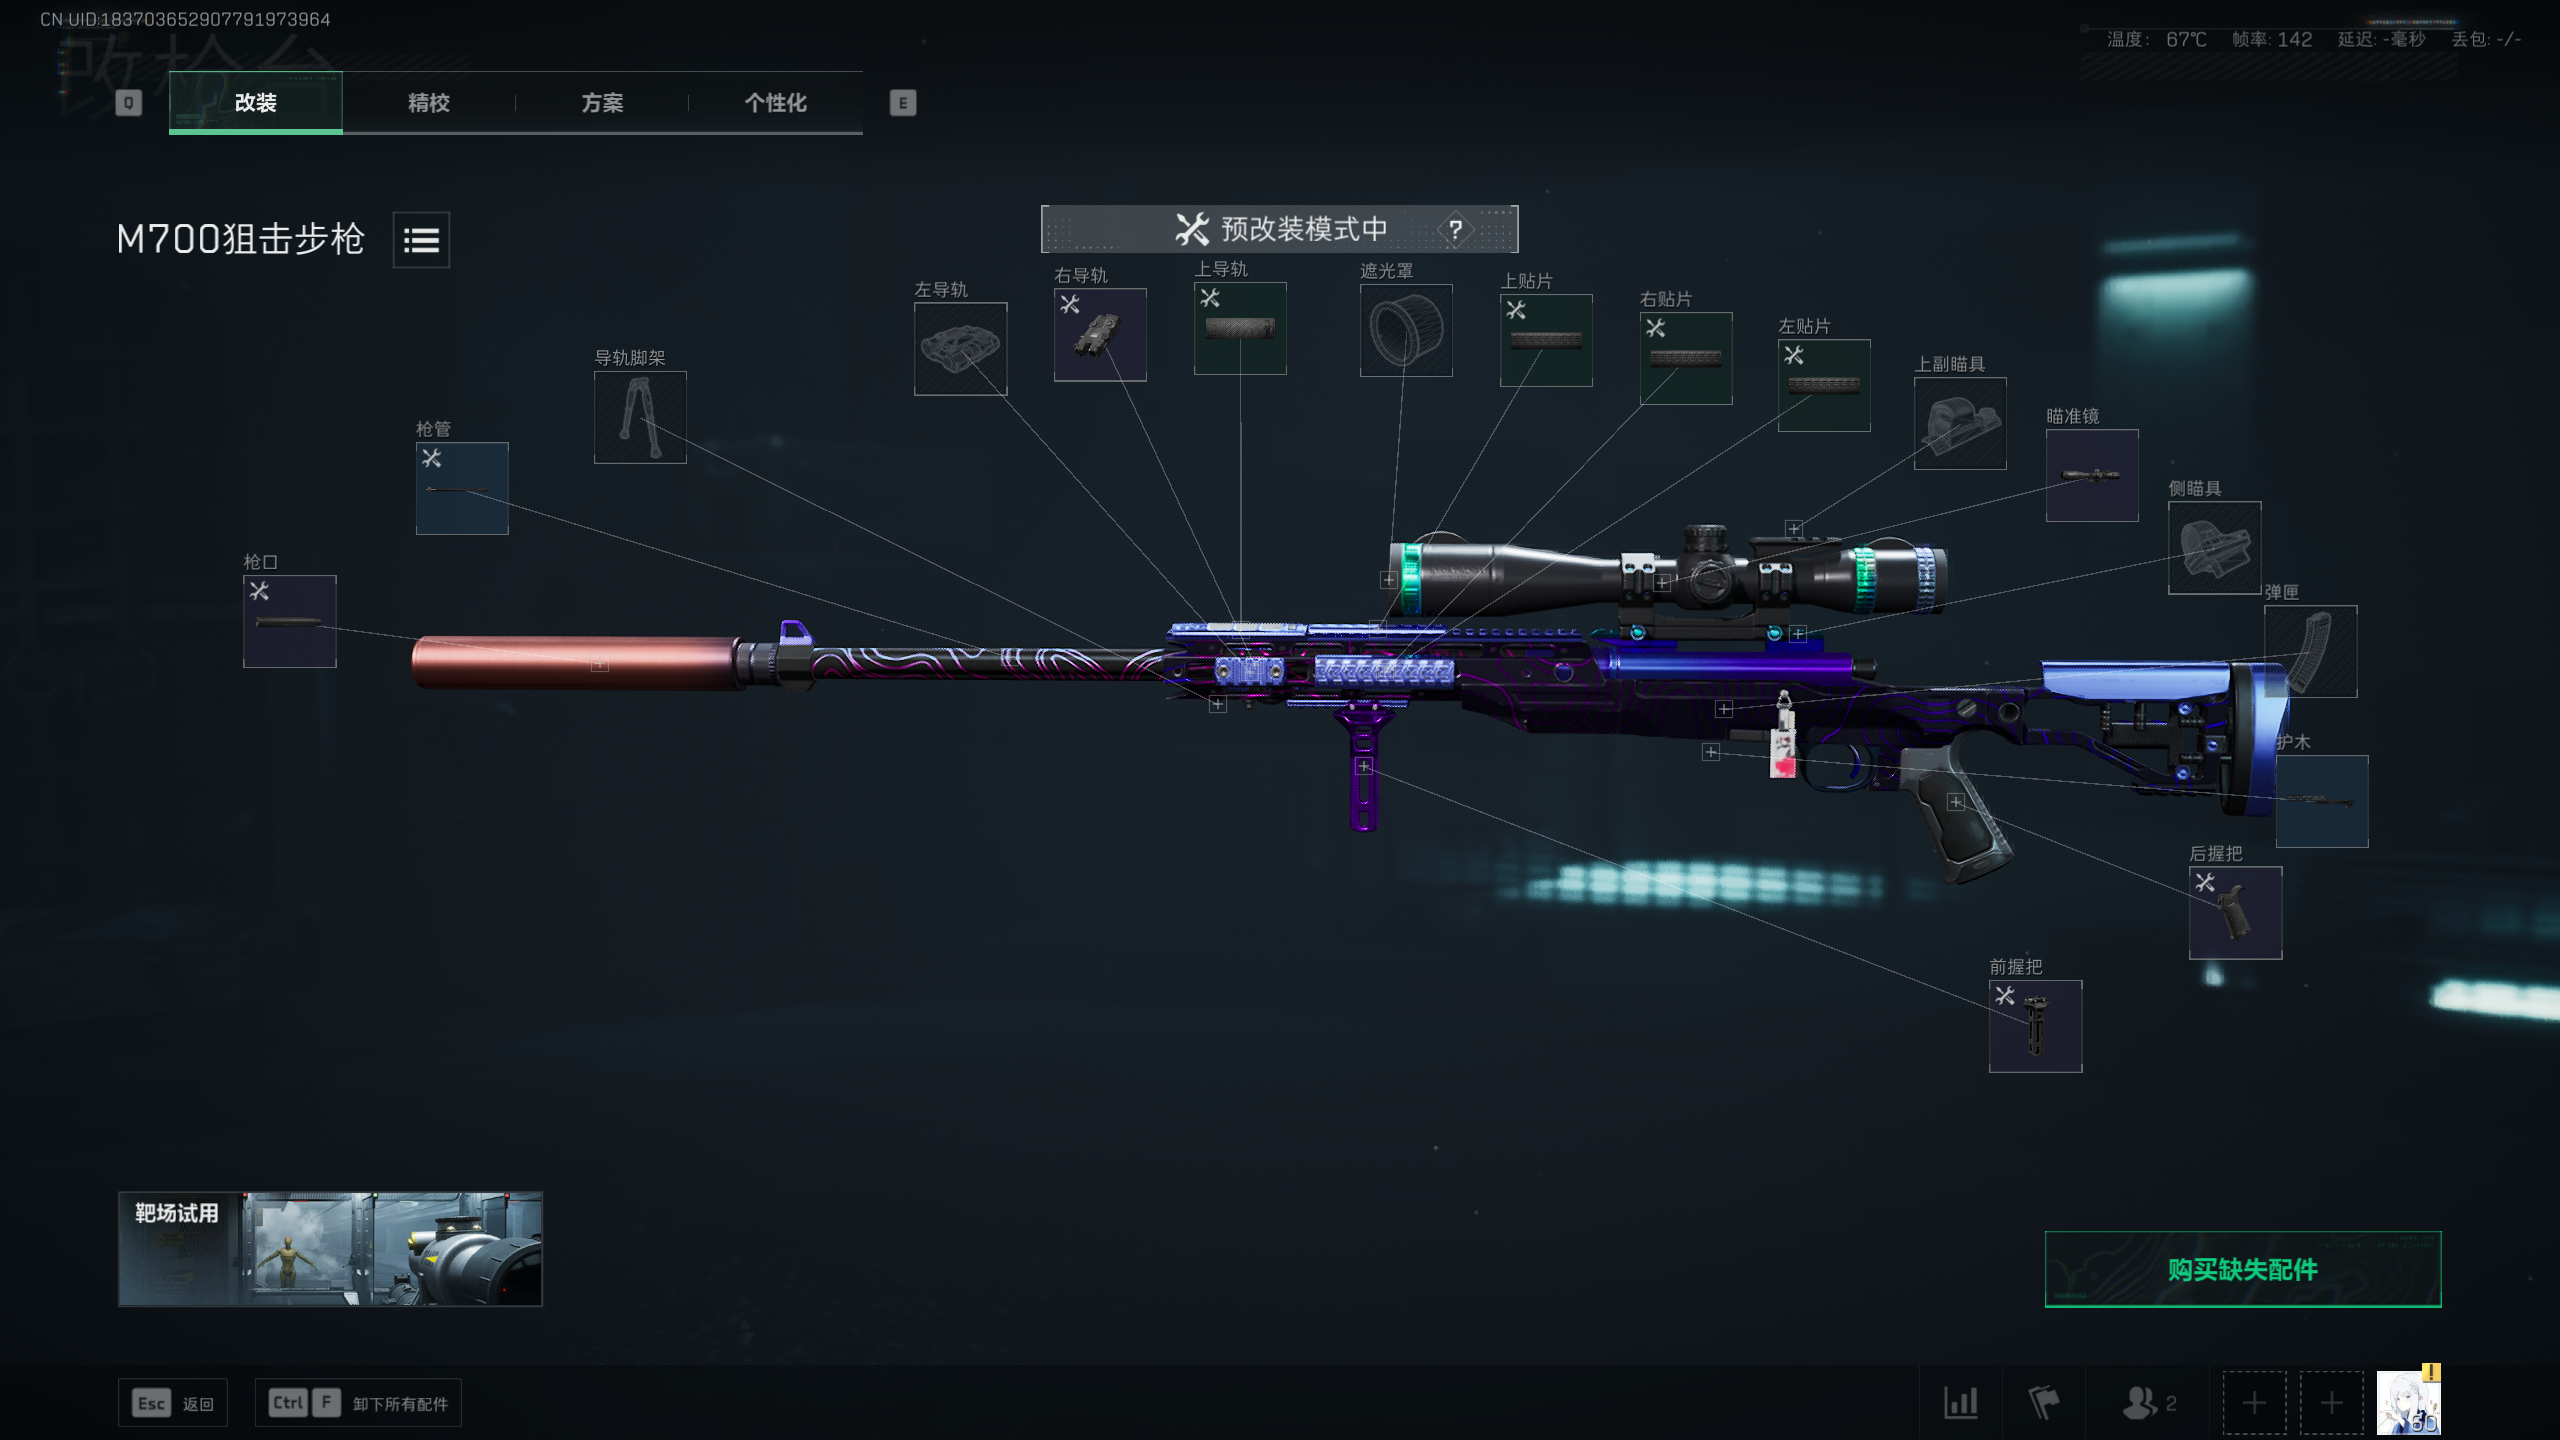 CN UID:183703652907791973964
改枪台
温度: 67℃ 帧率: 142 延迟: -毫秒 丢包: -/-
Q 改装 精校 方案 个性化 E
M700狙击步枪
预改装模式中 ?
上导轨
遮光罩
右导轨
上贴片
左导轨
右贴片
左贴片
导轨脚架
上副瞄具
瞄准镜
枪管
侧瞄具
枪口
弹匣
护木
后握把
前握把
靶场试用
购买缺失配件
Esc 返回 Ctrl F 卸下所有配件
2
60